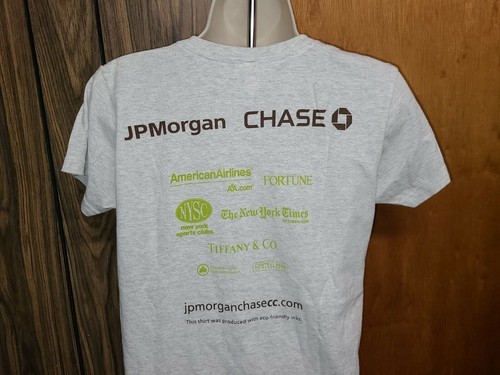 JPMorgan CHASE
AmericanAirlines
AA.com FORTUNE
NYSC
new york
sports clubs
The New York Times
TIFFANY & CO.
jpmorganchasecc.com
This shirt was produced with eco-friendly inks.